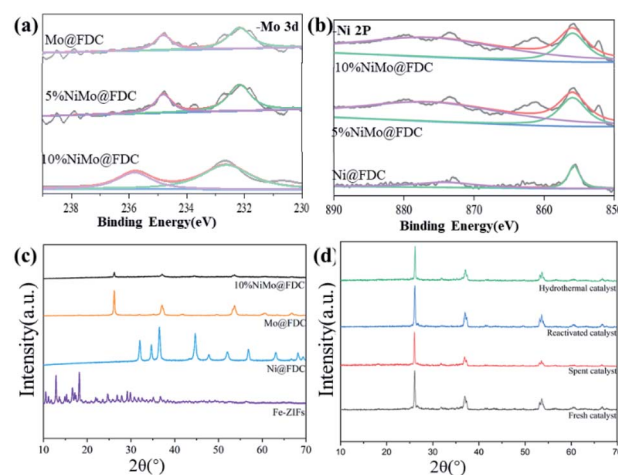 (a)
-Mo 3d
Mo@FDC
5%NiMo@FDC
10%NiMo@FDC
238 236 234 232 230
Binding Energy(eV)
(b)
-Ni 2P
10%NiMo@FDC
5%NiMo@FDC
Ni@FDC
890 880 870 860 850
Binding Energy(eV)
(c)
Intensity(a.u.)
10%NiMo@FDC
Mo@FDC
Ni@FDC
Fe-ZIFs
10 20 30 40 50 60 70
2θ(°)
(d)
Intensity(a.u.)
Hydrothermal catalyst
Reactivated catalyst
Spent catalyst
Fresh catalyst
10 20 30 40 50 60 70
2θ(°)